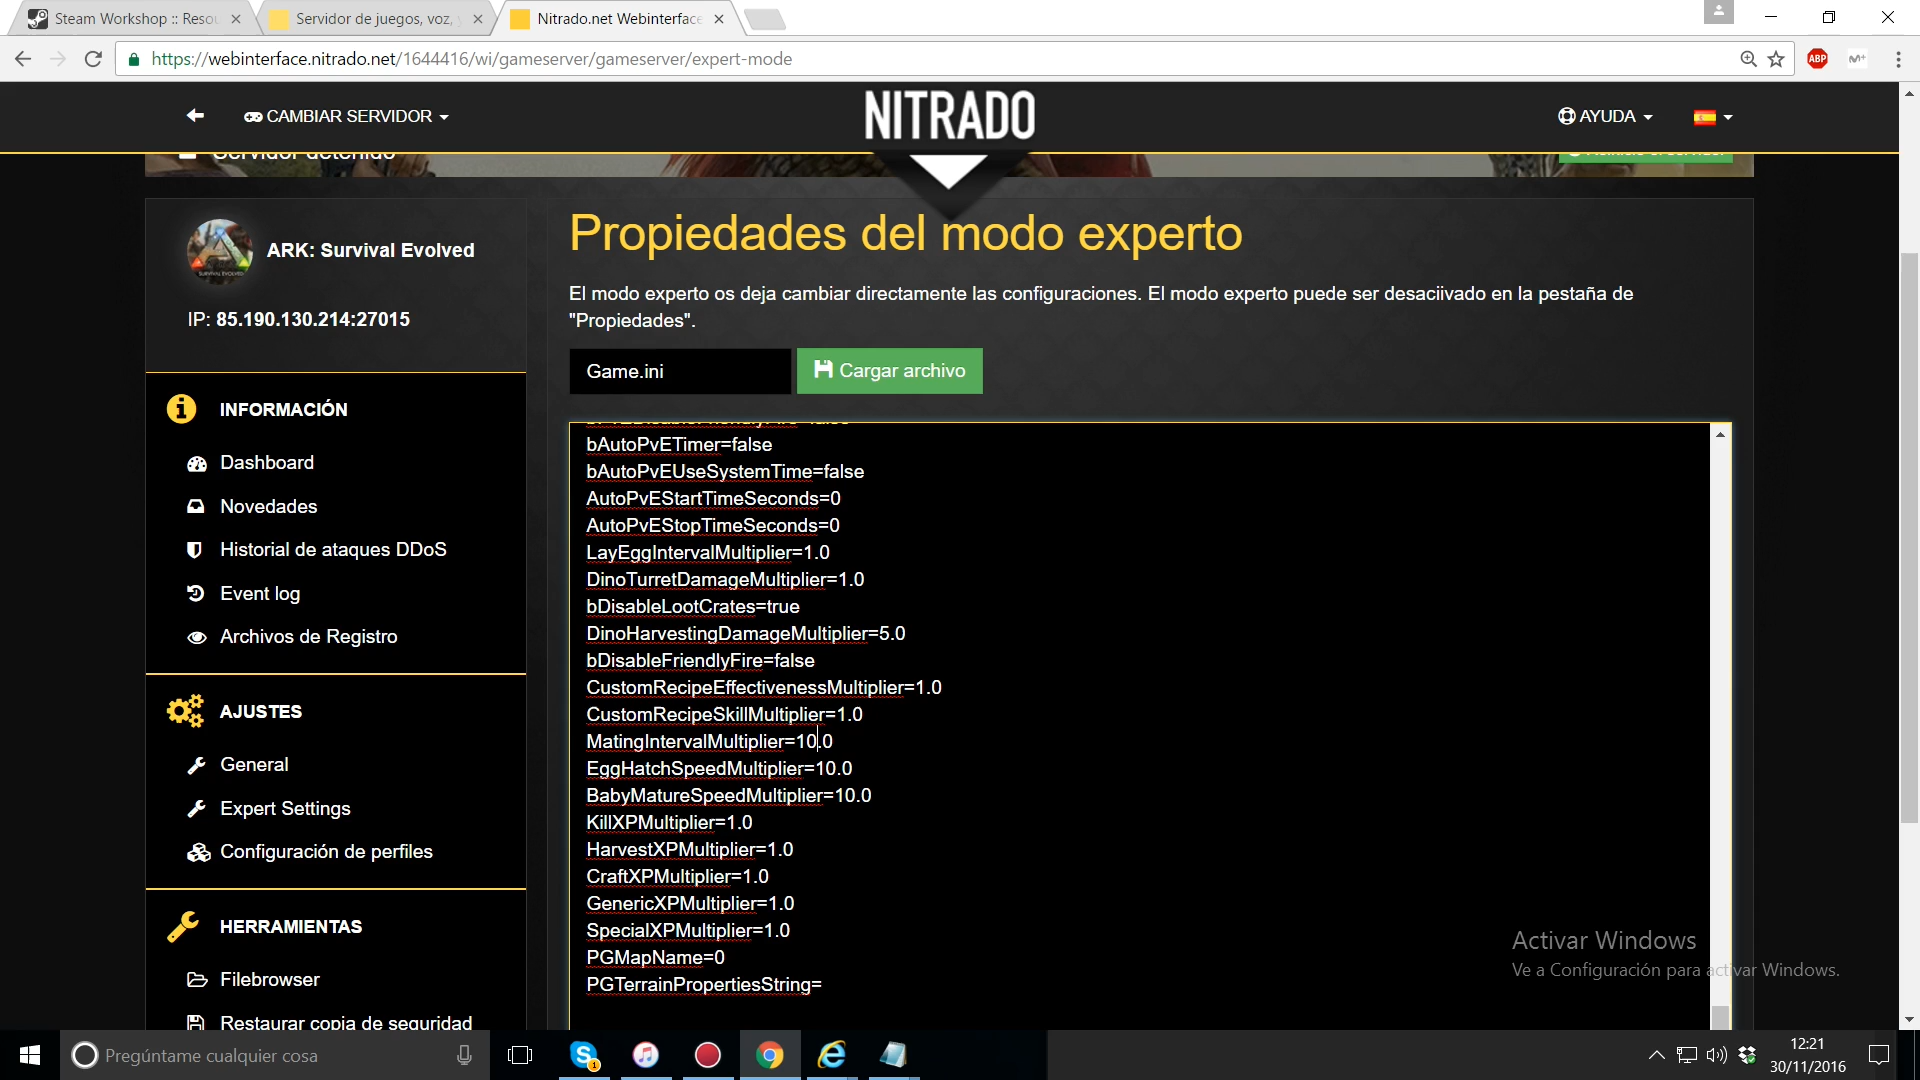 Steam Workshop :: Resou
Servidor de juegos, voz,
Nitrado.net Webinterface
https://webinterface.nitrado.net/1644416/wi/gameserver/gameserver/expert-mode
ABP
CAMBIAR SERVIDOR
NITRADO
AYUDA
Servidor detenido
ARK: Survival Evolved
IP: 85.190.130.214:27015
INFORMACIÓN
Dashboard
Novedades
Historial de ataques DDoS
Event log
Archivos de Registro
AJUSTES
General
Expert Settings
Configuración de perfiles
HERRAMIENTAS
Filebrowser
Restaurar copia de seguridad
Propiedades del modo experto
El modo experto os deja cambiar directamente las configuraciones. El modo experto puede ser desaciivado en la pestaña de
"Propiedades".
Game.ini
Cargar archivo
bAutoPvETimer=false
bAutoPvEUseSystemTime=false
AutoPvEStartTimeSeconds=0
AutoPvEStopTimeSeconds=0
LayEggIntervalMultiplier=1.0
DinoTurretDamageMultiplier=1.0
bDisableLootCrates=true
DinoHarvestingDamageMultiplier=5.0
bDisableFriendlyFire=false
CustomRecipeEffectivenessMultiplier=1.0
CustomRecipeSkillMultiplier=1.0
MatingIntervalMultiplier=10.0
EggHatchSpeedMultiplier=10.0
BabyMatureSpeedMultiplier=10.0
KillXPMultiplier=1.0
HarvestXPMultiplier=1.0
CraftXPMultiplier=1.0
GenericXPMultiplier=1.0
SpecialXPMultiplier=1.0
PGMapName=0
PGTerrainPropertiesString=
Activar Windows
Ve a Configuración para activar Windows.
Pregúntame cualquier cosa
1
12:21
30/11/2016